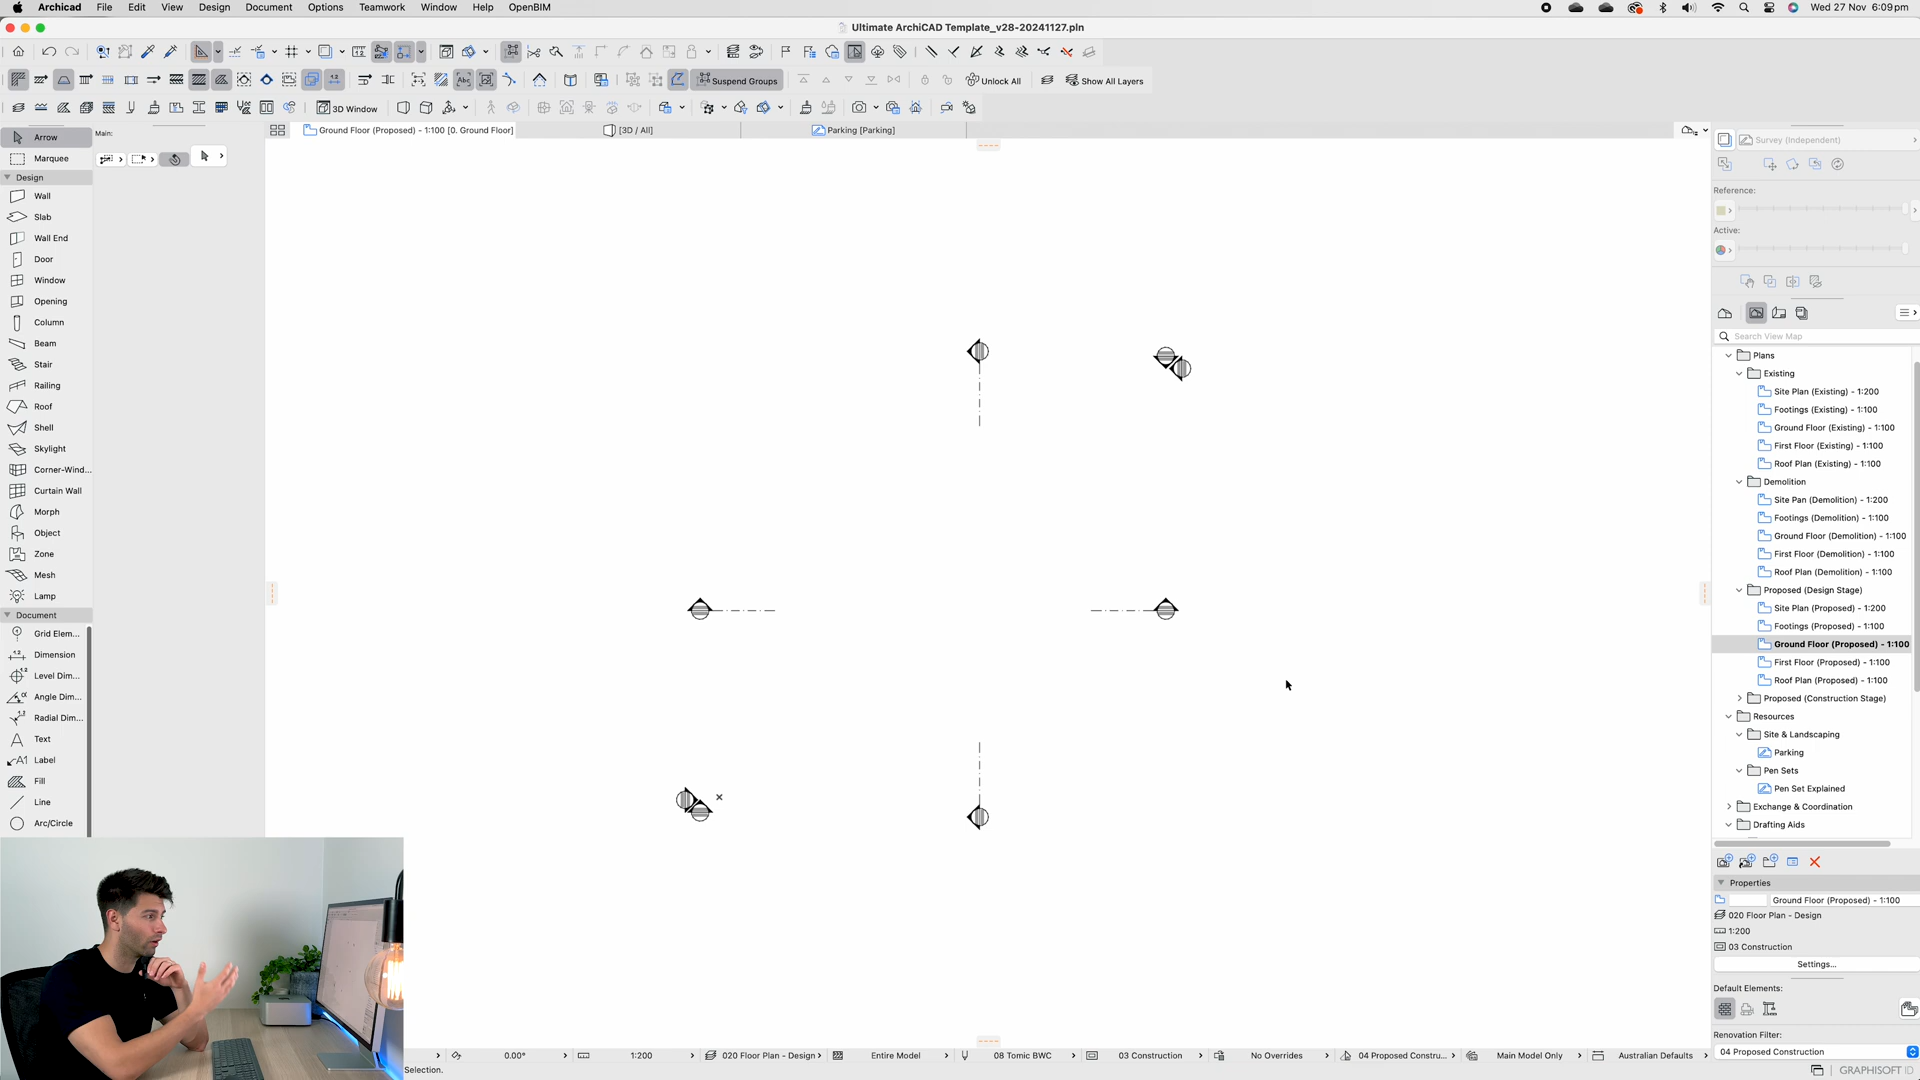 Archicad File Edit View Design Document Options Teamwork Window Help OpenBIM
Wed 27 Nov 6:09 pm
Ultimate ArchiCAD Template_v28-20241127.pln
Suspend Groups
Unlock All
Show All Layers
3D Window
Arrow
Marquee
Main:
Ground Floor (Proposed) - 1:100 [0. Ground Floor]
[3D / All]
Parking [Parking]
Design
Wall
Slab
Wall End
Door
Window
Opening
Column
Beam
Stair
Railing
Roof
Shell
Skylight
Corner-Wind...
Curtain Wall
Morph
Object
Zone
Mesh
Lamp
Document
Grid Elem...
Dimension
Level Dim...
Angle Dim...
Radial Dim...
Text
Label
Fill
Line
Arc/Circle
Survey (Independent)
Reference:
Active:
Search View Map
Plans
Existing
Site Plan (Existing) - 1:200
Footings (Existing) - 1:100
Ground Floor (Existing) - 1:100
First Floor (Existing) - 1:100
Roof Plan (Existing) - 1:100
Demolition
Site Pan (Demolition) - 1:200
Footings (Demolition) - 1:100
Ground Floor (Demolition) - 1:100
First Floor (Demolition) - 1:100
Roof Plan (Demolition) - 1:100
Proposed (Design Stage)
Site Plan (Proposed) - 1:200
Footings (Proposed) - 1:100
Ground Floor (Proposed) - 1:100
First Floor (Proposed) - 1:100
Roof Plan (Proposed) - 1:100
Proposed (Construction Stage)
Resources
Site & Landscaping
Parking
Pen Sets
Pen Set Explained
Exchange & Coordination
Drafting Aids
Properties
Ground Floor (Proposed) - 1:100
020 Floor Plan - Design
1:200
03 Construction
Settings...
Default Elements:
Renovation Filter:
04 Proposed Construction
0.00° 1:200 020 Floor Plan - Design Entire Model 08 Tomic BWC 03 Construction No Overrides 04 Proposed Constru... Main Model Only Australian Defaults
Selection.
GRAPHISOFT ID